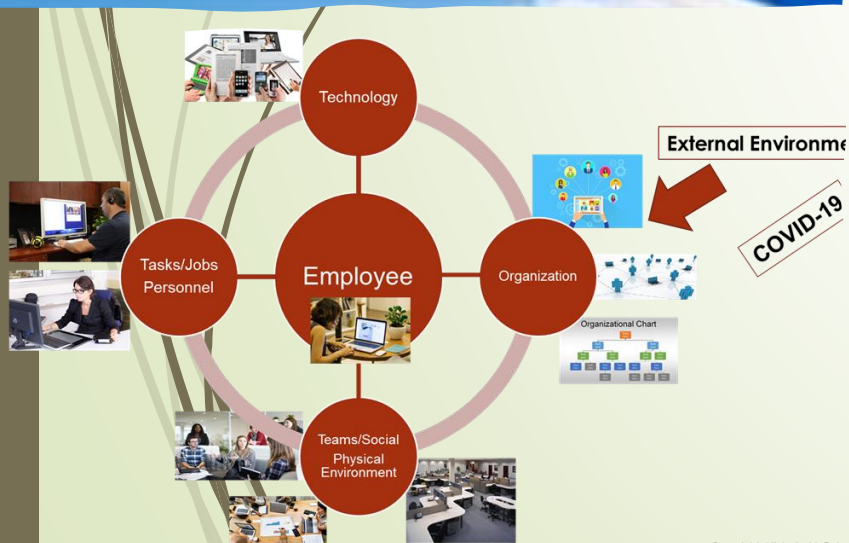 Technology
External Environme
COVID-19
Tasks/Jobs
Personnel
Employee
Organization
Organizational Chart
Teams/Social
Physical
Environment